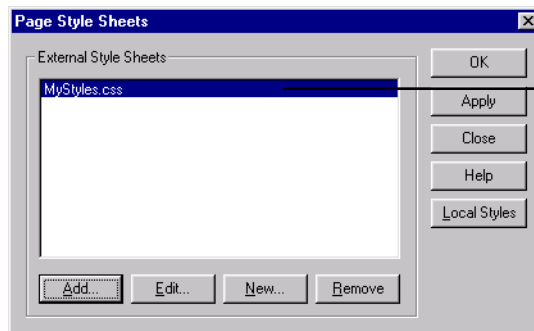 Page Style Sheets
External Style Sheets
MyStyles.css
OK
Apply
Close
Help
Local Styles
Add...
Edit...
New...
Remove